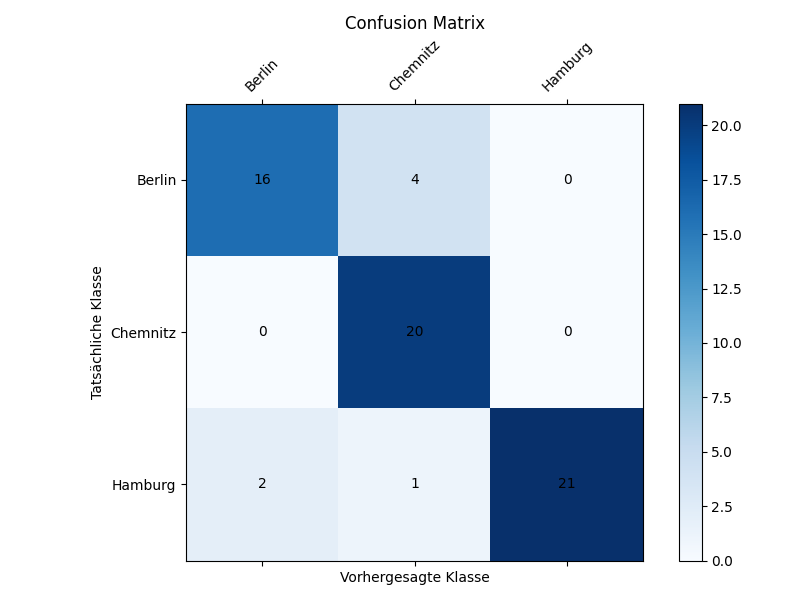 Confusion Matrix
Berlin
Chemnitz
Hamburg
Berlin 16 4 0
Chemnitz 0 20 0
Hamburg 2 1 21
Tatsächliche Klasse
Vorhergesagte Klasse
20.0
17.5
15.0
12.5
10.0
7.5
5.0
2.5
0.0